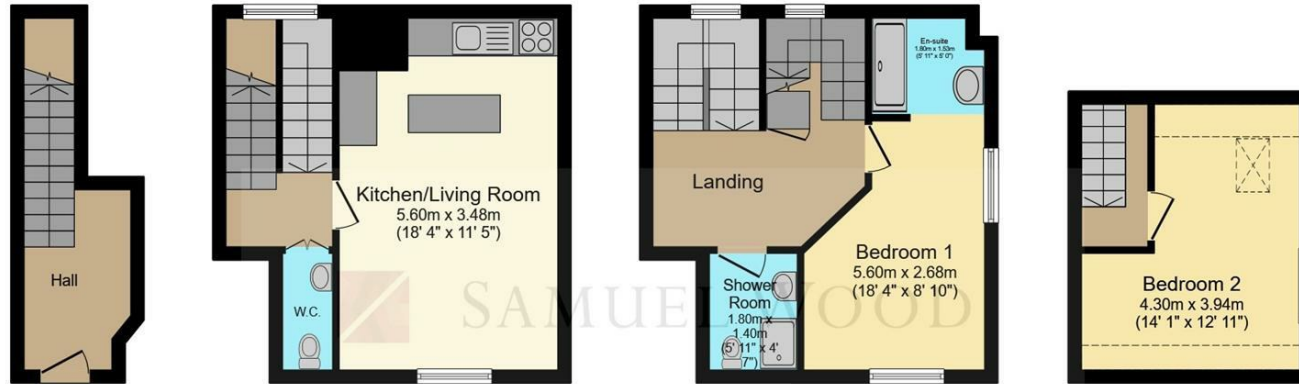 Hall
Kitchen/Living Room
5.60m x 3.48m
(18' 4" x 11' 5")
W.C.
Landing
En-suite
1.80m x 1.53m
(5' 11" x 5' 0")
Bedroom 1
5.60m x 2.68m
(18' 4" x 8' 10")
Shower
Room
1.80m x
1.40m
(5' 11" x 4'
7")
Bedroom 2
4.30m x 3.94m
(14' 1" x 12' 11")
SAMUEL WOOD